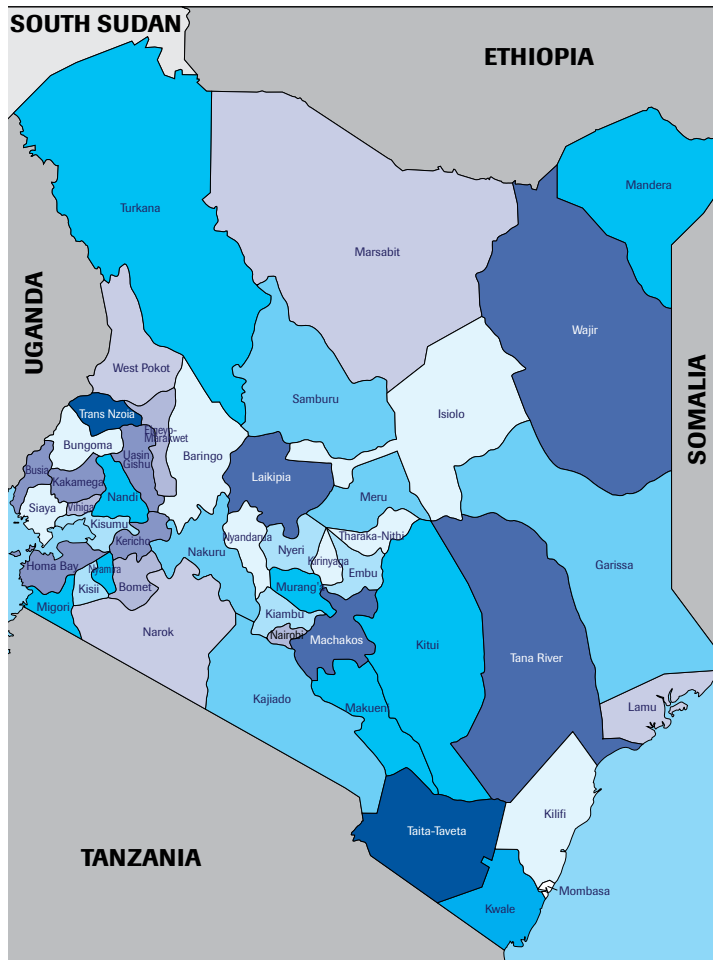 SOUTH SUDAN
ETHIOPIA
Mandera
Turkana
Marsabit
UGANDA
Wajir
West Pokot
SOMALIA
Samburu
Trans Nzoia
Isiolo
Elgeyo-
Marakwet
Bungoma
Uasin
Gishu
Baringo
Busia
Laikipia
Kakamega
Nandi
Meru
Siaya
Vihiga
Kisumu
Nyandarua
Tharaka-Nithi
Kericho
Nakuru
Nyeri
Kirinyaga
Homa Bay
Nyamira
Embu
Garissa
Kisii
Bomet
Murang'a
Migori
Kiambu
Narok
Nairobi
Machakos
Kitui
Tana River
Kajiado
Makueni
Lamu
Kilifi
Taita-Taveta
TANZANIA
Mombasa
Kwale